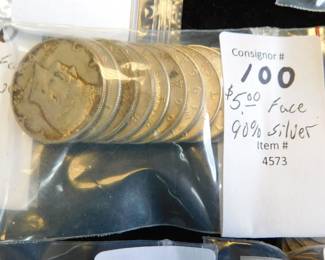 Consignor #
100
$5.00 Face
90% Silver
Item #
4573